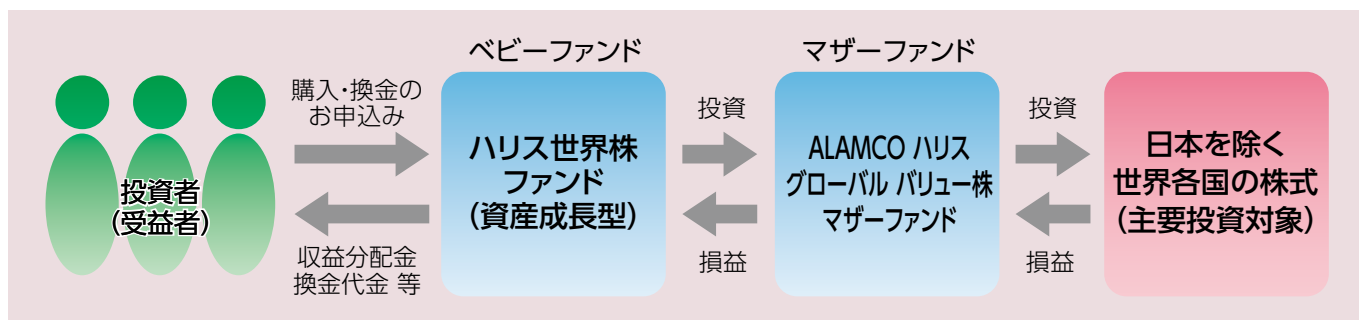 ベビーファンド
マザーファンド
購入・換金の
お申込み
投資者
(受益者)
収益分配金
換金代金 等
ハリス世界株
ファンド
(資産成長型)
投資
損益
ALAMCO ハリス
グローバル バリュー株
マザーファンド
投資
損益
日本を除く
世界各国の株式
(主要投資対象)